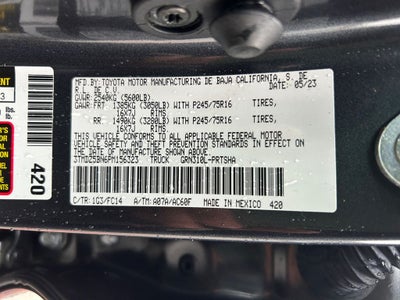 MFD.BY:TOYOTA MOTOR MANUFACTURING DE BAJA CALIFORNIA, S. DE
R.L. DE C.V. DATE: 05/23
GVWR: 2540KG (5600LB)
GAWR: FRT 1385KG (3050LB)WITH P245/75R16 TIRES,
16X7J RIMS
RR 1490KG (3280LB)WITH P245/75R16 TIRES,
16X7J RIMS
THIS VEHICLE CONFORMS TO ALL APPLICABLE
FEDERAL MOTOR VEHICLE SAFETY STANDARDS IN EFFECT ON THE
DATE OF MANUFACTURE SHOWN ABOVE.
3TMDZ5BN6PM156323 TRUCK GRN310L-PRTSHA
C/TR:1G3/FC14 A/TM:A07A/AC60F MADE IN MEXICO 420
420